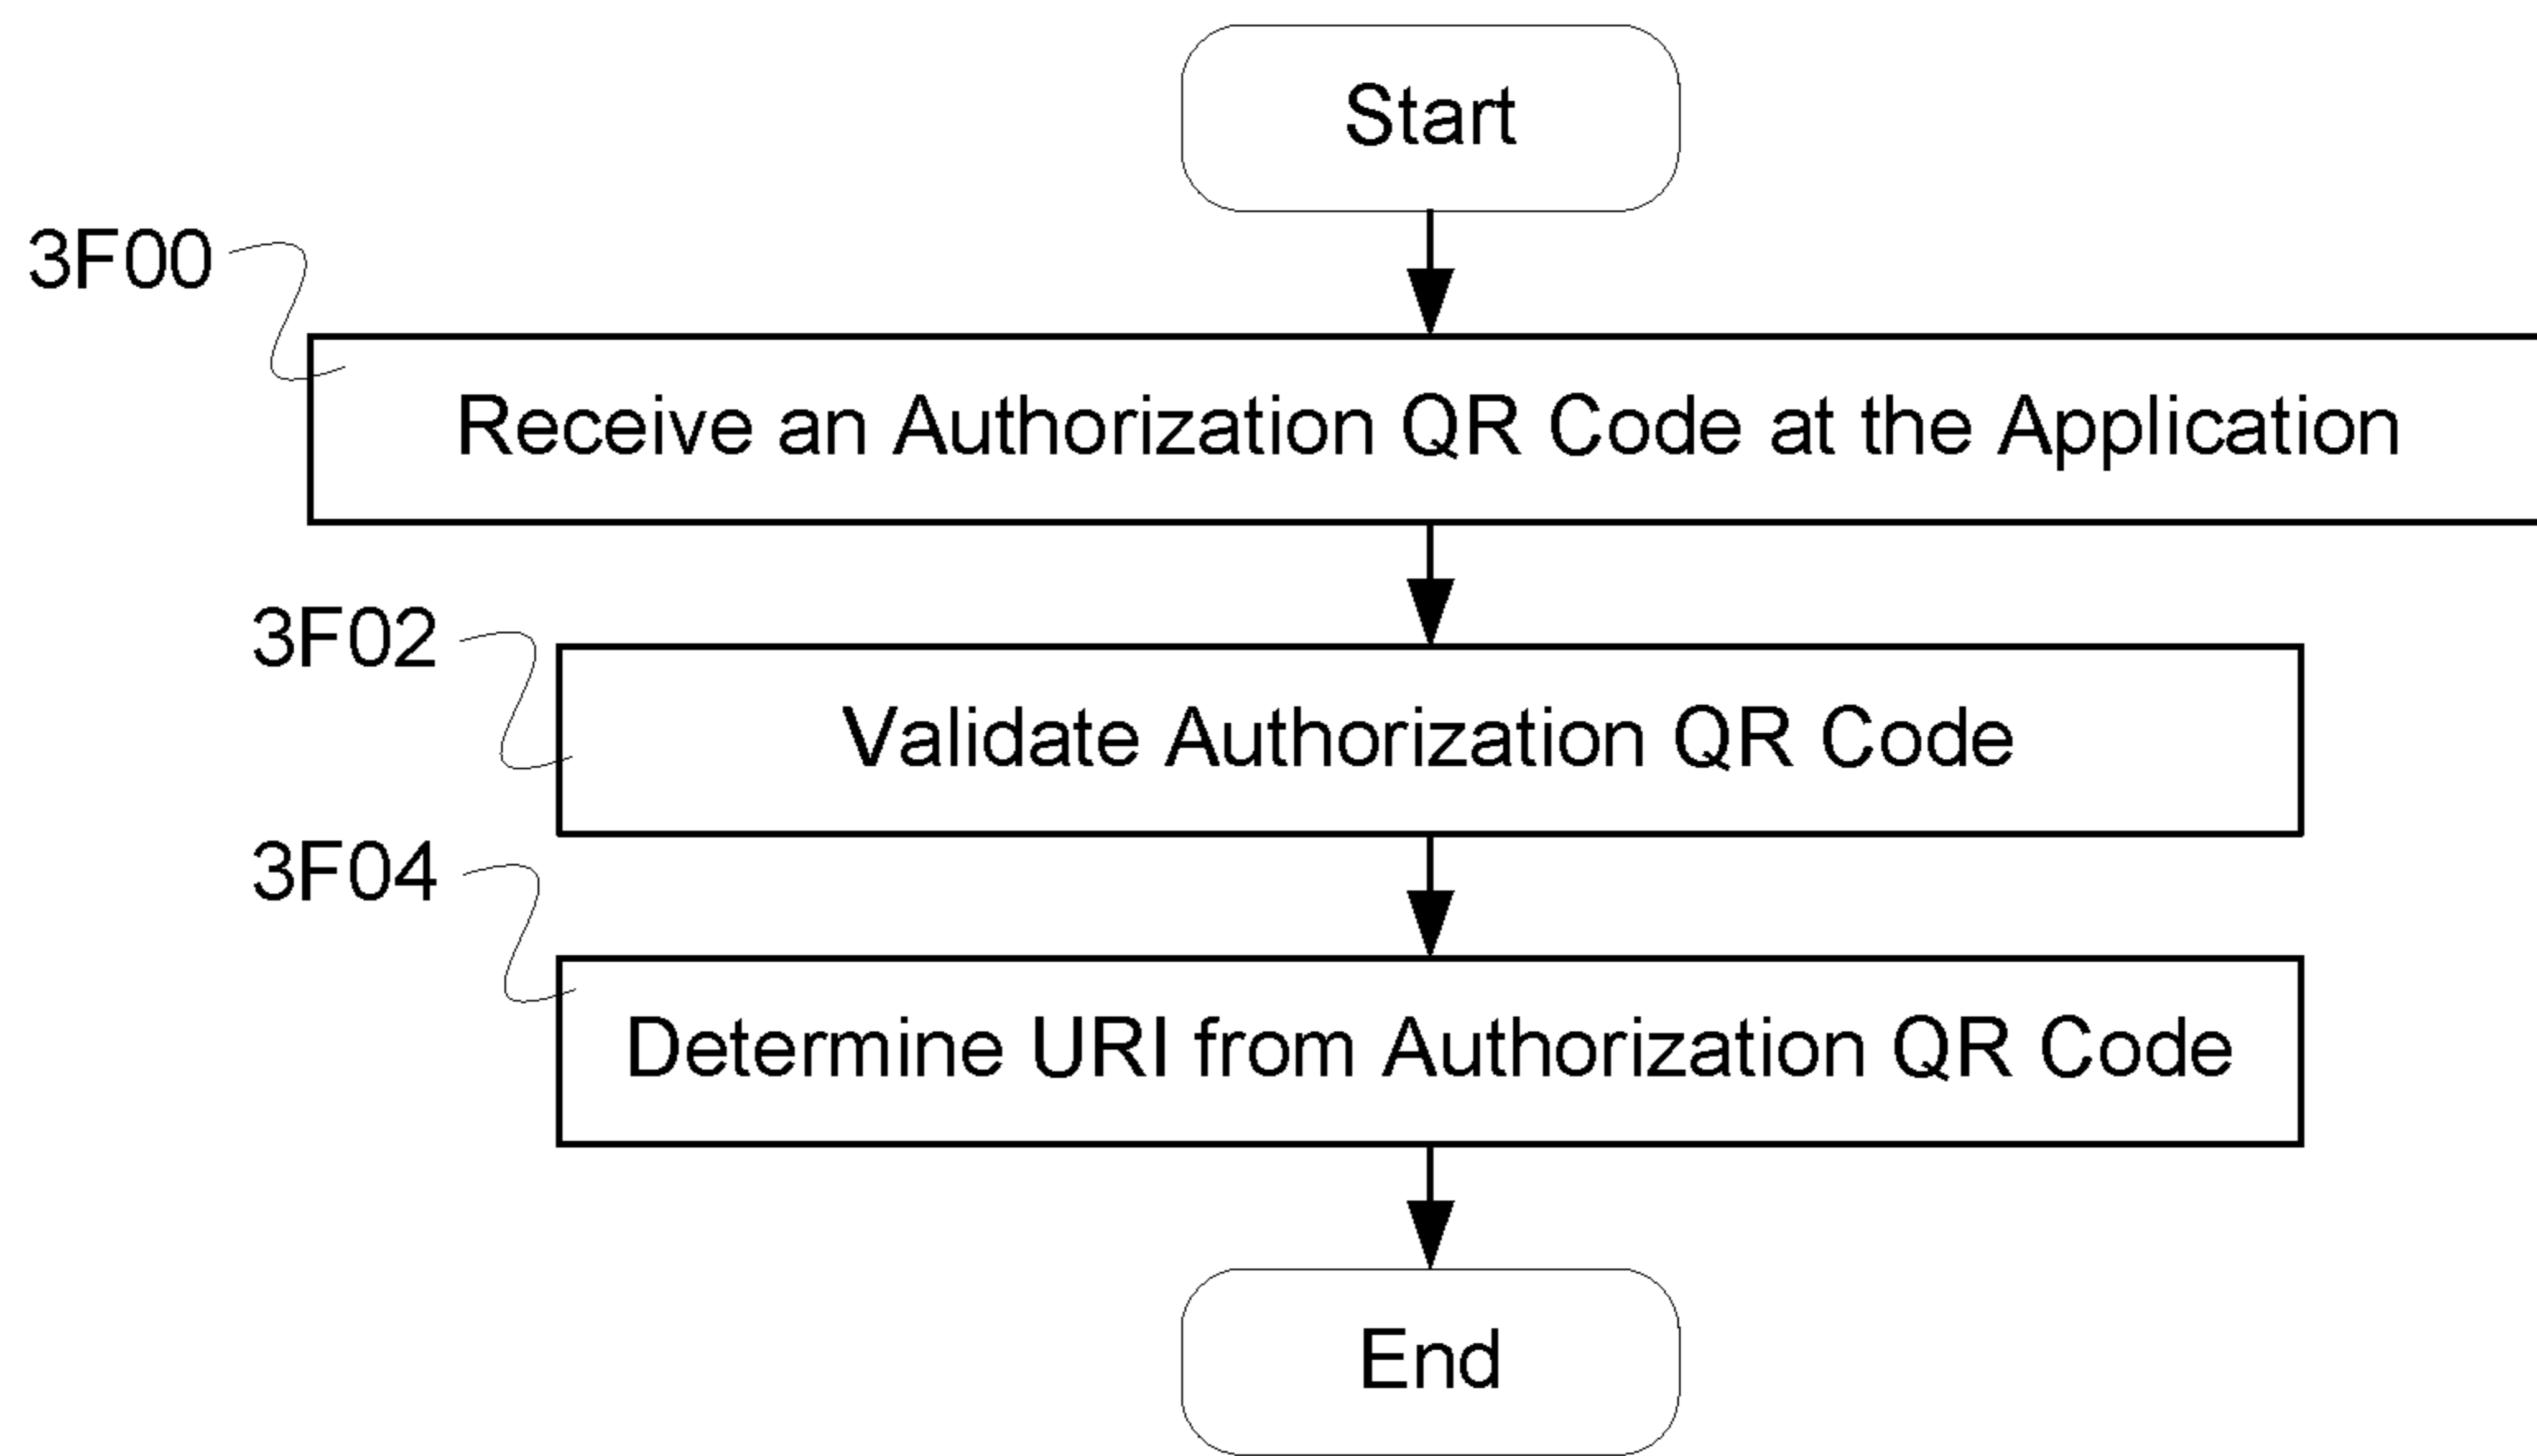 Start
3F00
Receive an Authorization QR Code at the Application
3F02
Validate Authorization QR Code
3F04
Determine URI from Authorization QR Code
End